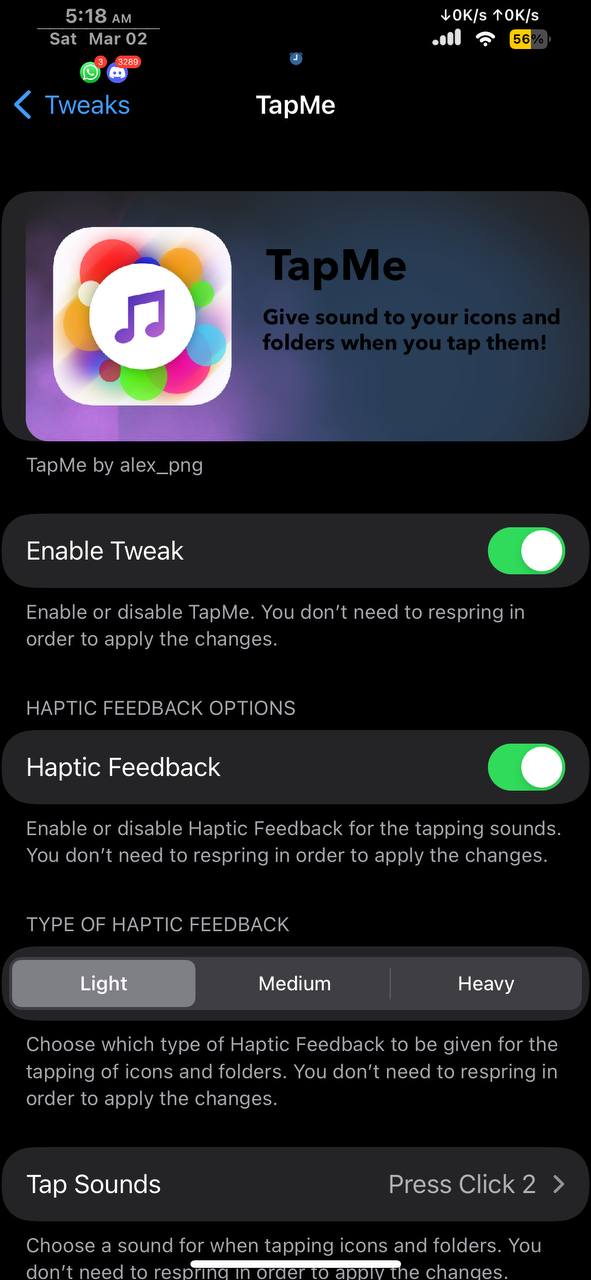 5:18 AM
↓0K/s ↑0K/s
Sat Mar 02
56%
3
3289
Tweaks
TapMe
TapMe
Give sound to your icons and
folders when you tap them!
TapMe by alex_png
Enable Tweak
Enable or disable TapMe. You don’t need to respring in
order to apply the changes.
HAPTIC FEEDBACK OPTIONS
Haptic Feedback
Enable or disable Haptic Feedback for the tapping sounds.
You don’t need to respring in order to apply the changes.
TYPE OF HAPTIC FEEDBACK
Light
Medium
Heavy
Choose which type of Haptic Feedback to be given for the
tapping of icons and folders. You don’t need to respring in
order to apply the changes.
Tap Sounds
Press Click 2
Choose a sound for when tapping icons and folders. You
don’t need to respring in order to apply the changes.